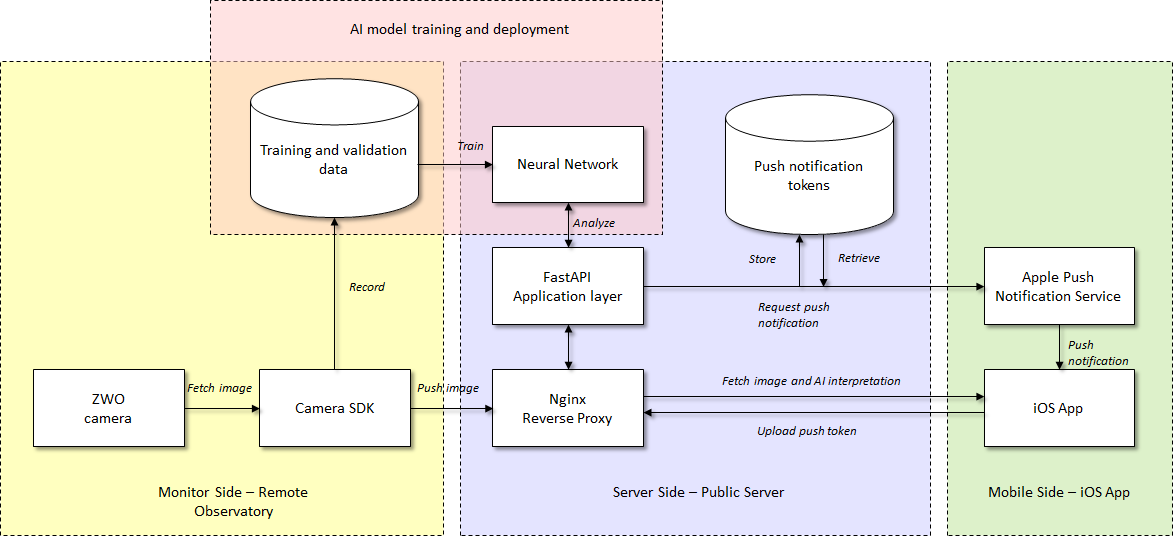 AI model training and deployment
Training and validation
data
Train
Neural Network
Push notification
tokens
Analyze
Store
Retrieve
FastAPI
Application layer
Apple Push
Notification Service
Record
Request push
notification
Push
notification
ZWO
camera
Fetch image
Camera SDK
Push image
Nginx
Reverse Proxy
Fetch image and AI interpretation
iOS App
Upload push token
Monitor Side – Remote
Observatory
Server Side – Public Server
Mobile Side – iOS App